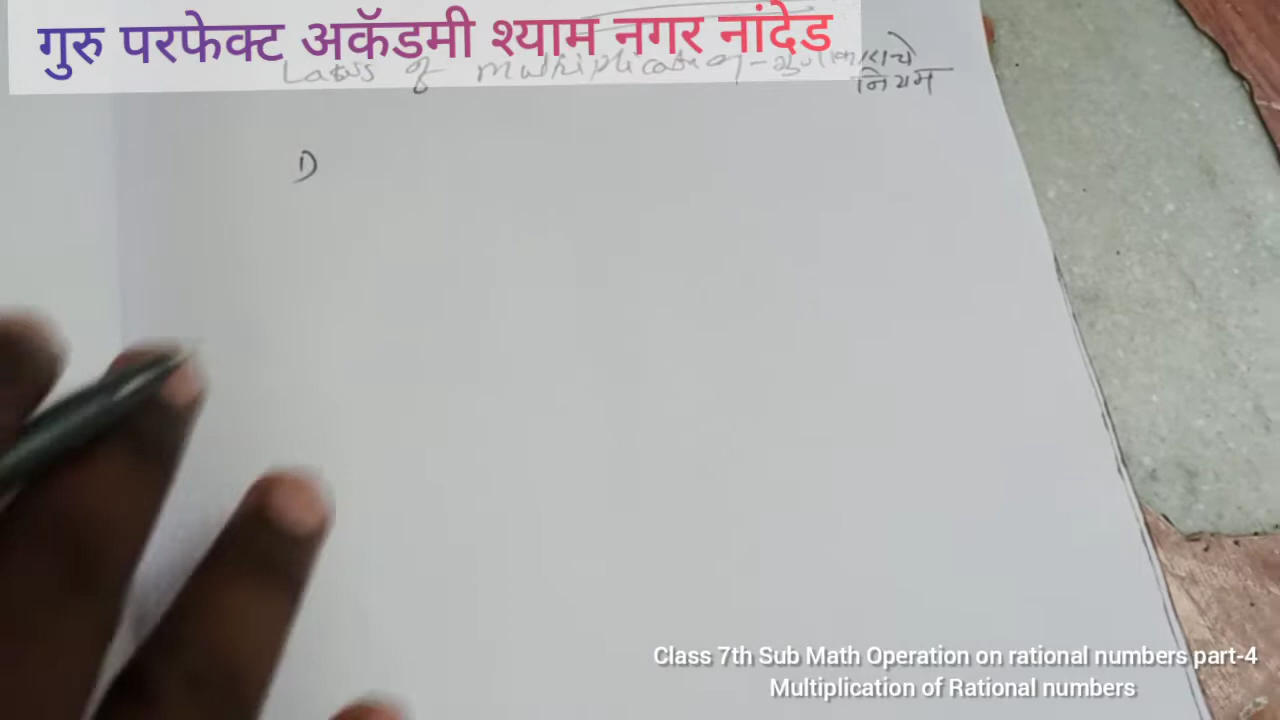 गुरु परफेक्ट अकॅडमी श्याम नगर नांदेड
Laws of multiplication - गुणाकाराचे
नियम
1)
Class 7th Sub Math Operation on rational numbers part-4
Multiplication of Rational numbers